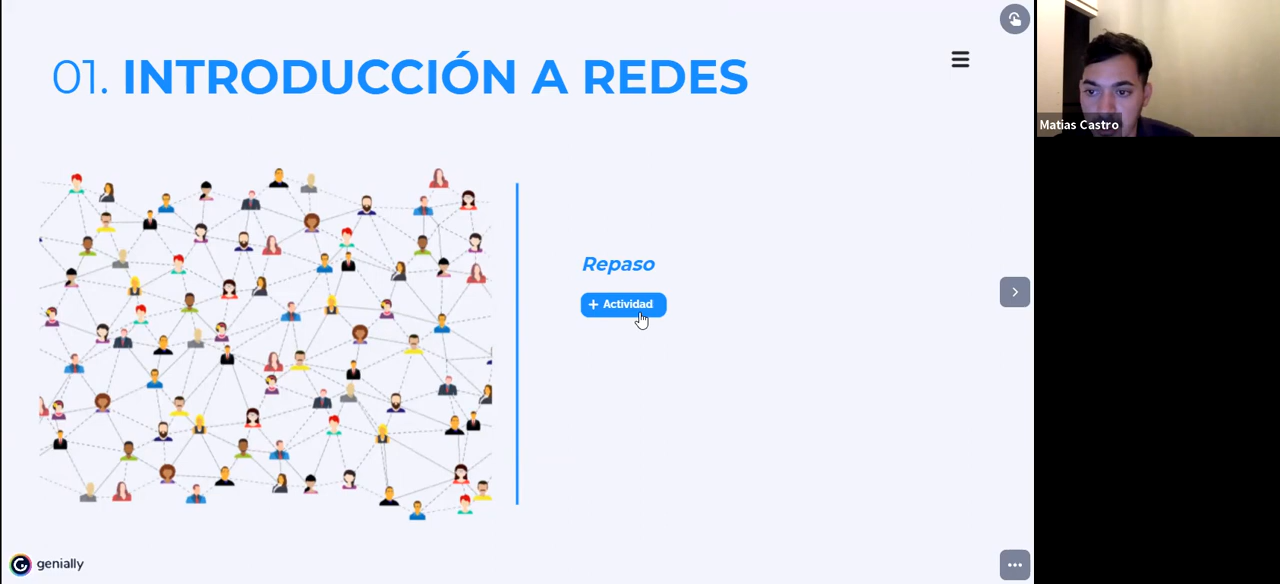 01. INTRODUCCIÓN A REDES
Matias Castro
Repaso
+ Actividad
genially